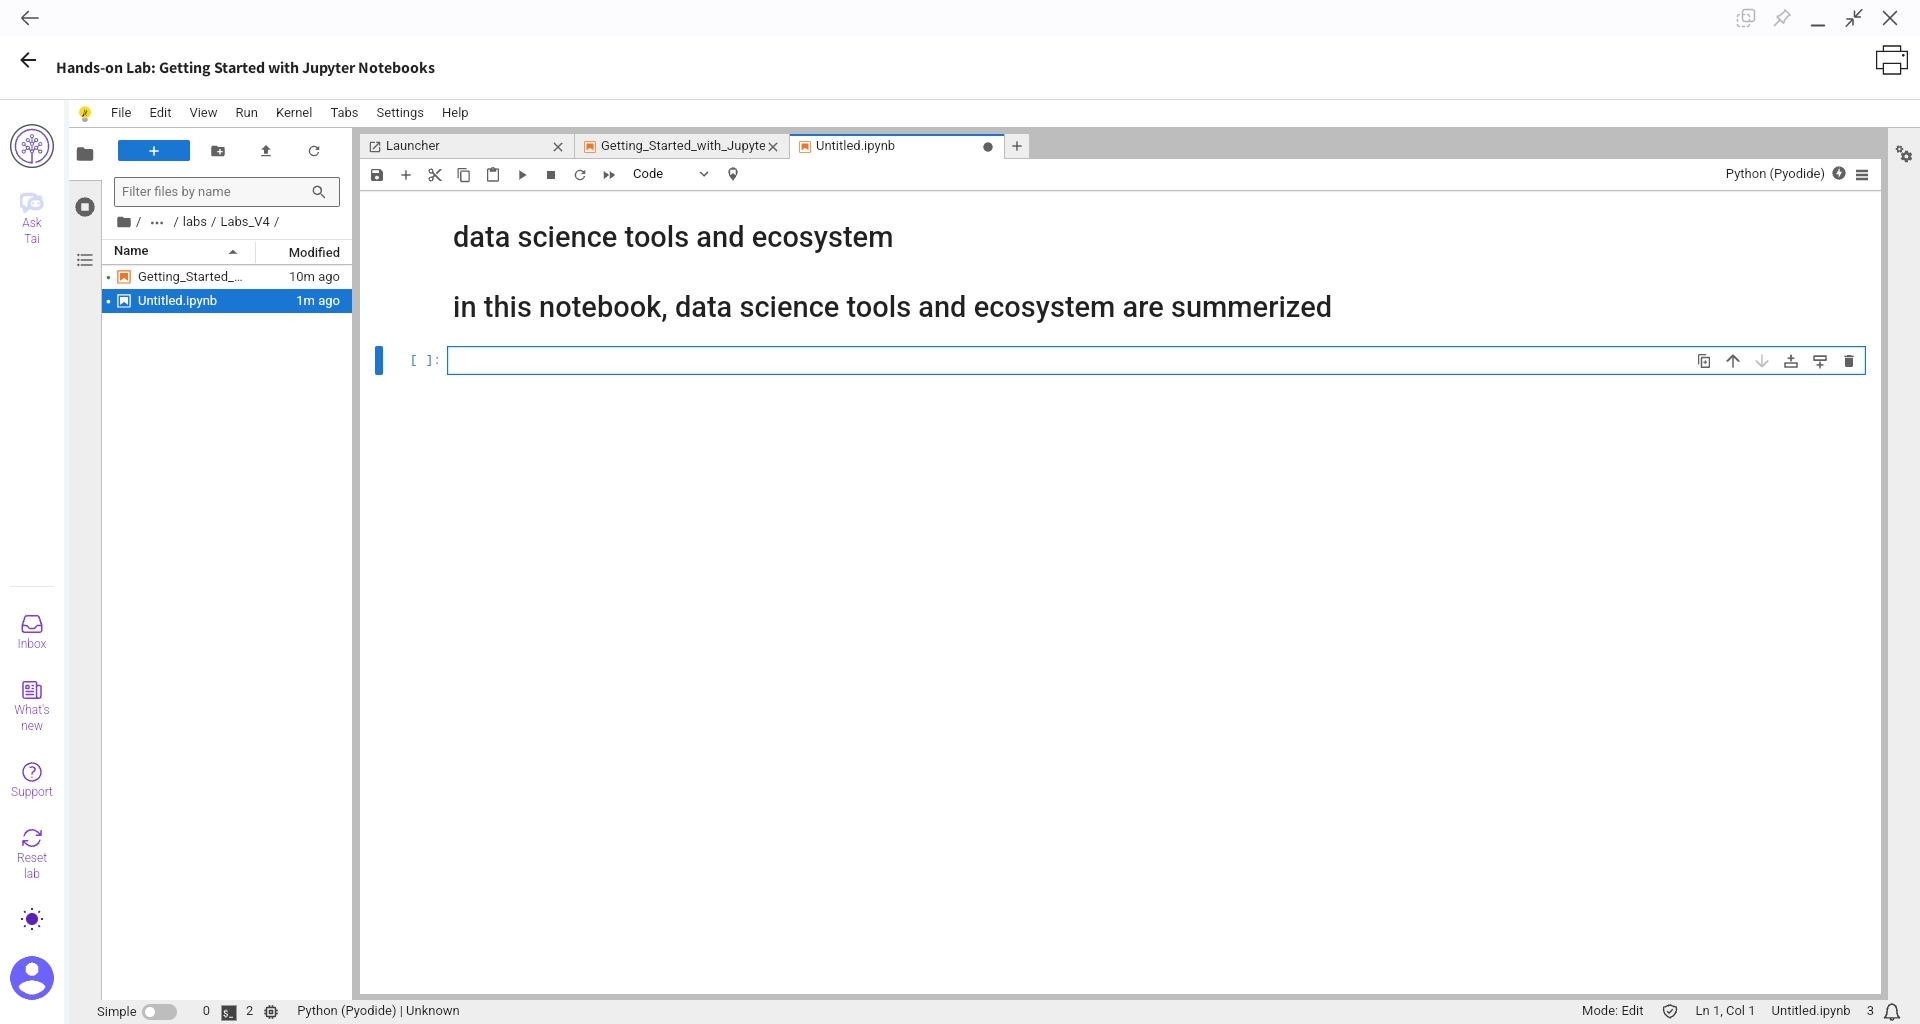 Hands-on Lab: Getting Started with Jupyter Notebooks
File Edit View Run Kernel Tabs Settings Help
Launcher
Getting_Started_with_Jupyte
Untitled.ipynb
Code
Python (Pyodide)
Filter files by name
/ ... / labs / Labs_V4 /
Name Modified
Getting_Started_... 10m ago
Untitled.ipynb 1m ago
data science tools and ecosystem
in this notebook, data science tools and ecosystem are summerized
[ ]:
Ask
Tai
Inbox
What's
new
Support
Reset
lab
Simple 0 $_ 2 Python (Pyodide) | Unknown Mode: Edit Ln 1, Col 1 Untitled.ipynb 3